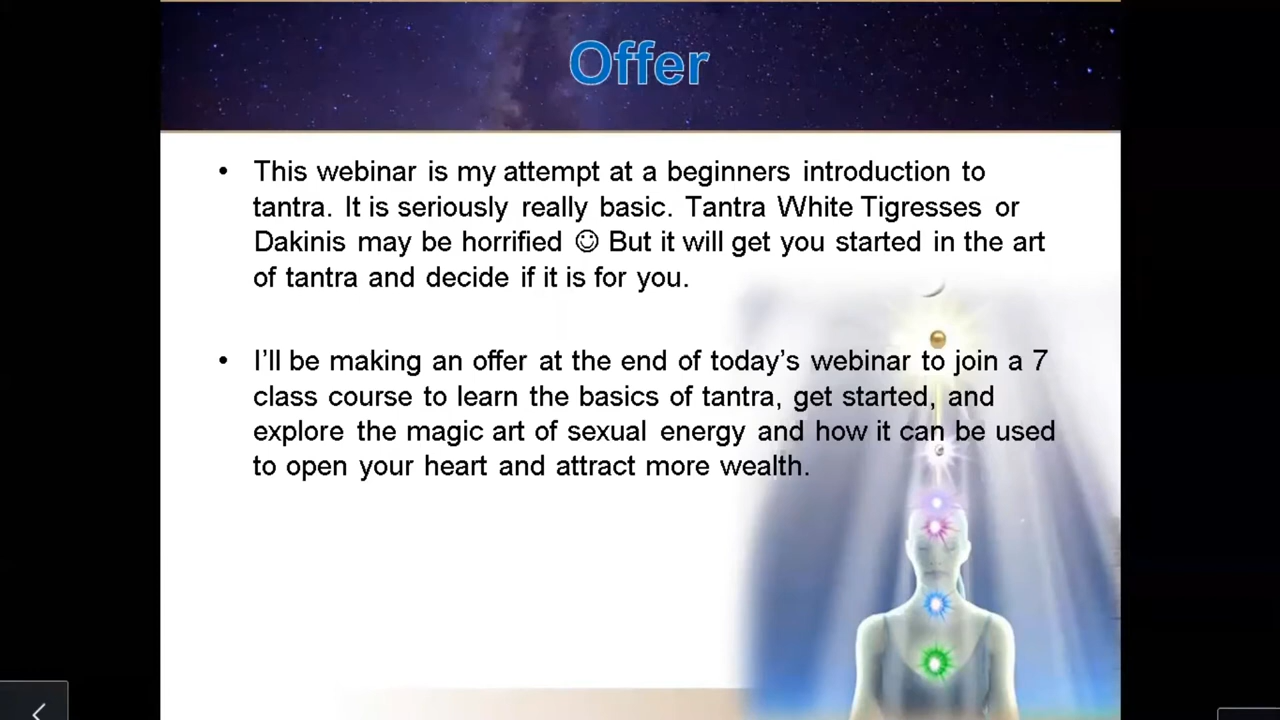 Offer
• This webinar is my attempt at a beginners introduction to
tantra. It is seriously really basic. Tantra White Tigresses or
Dakinis may be horrified ☺ But it will get you started in the art
of tantra and decide if it is for you.
• I’ll be making an offer at the end of today’s webinar to join a 7
class course to learn the basics of tantra, get started, and
explore the magic art of sexual energy and how it can be used
to open your heart and attract more wealth.